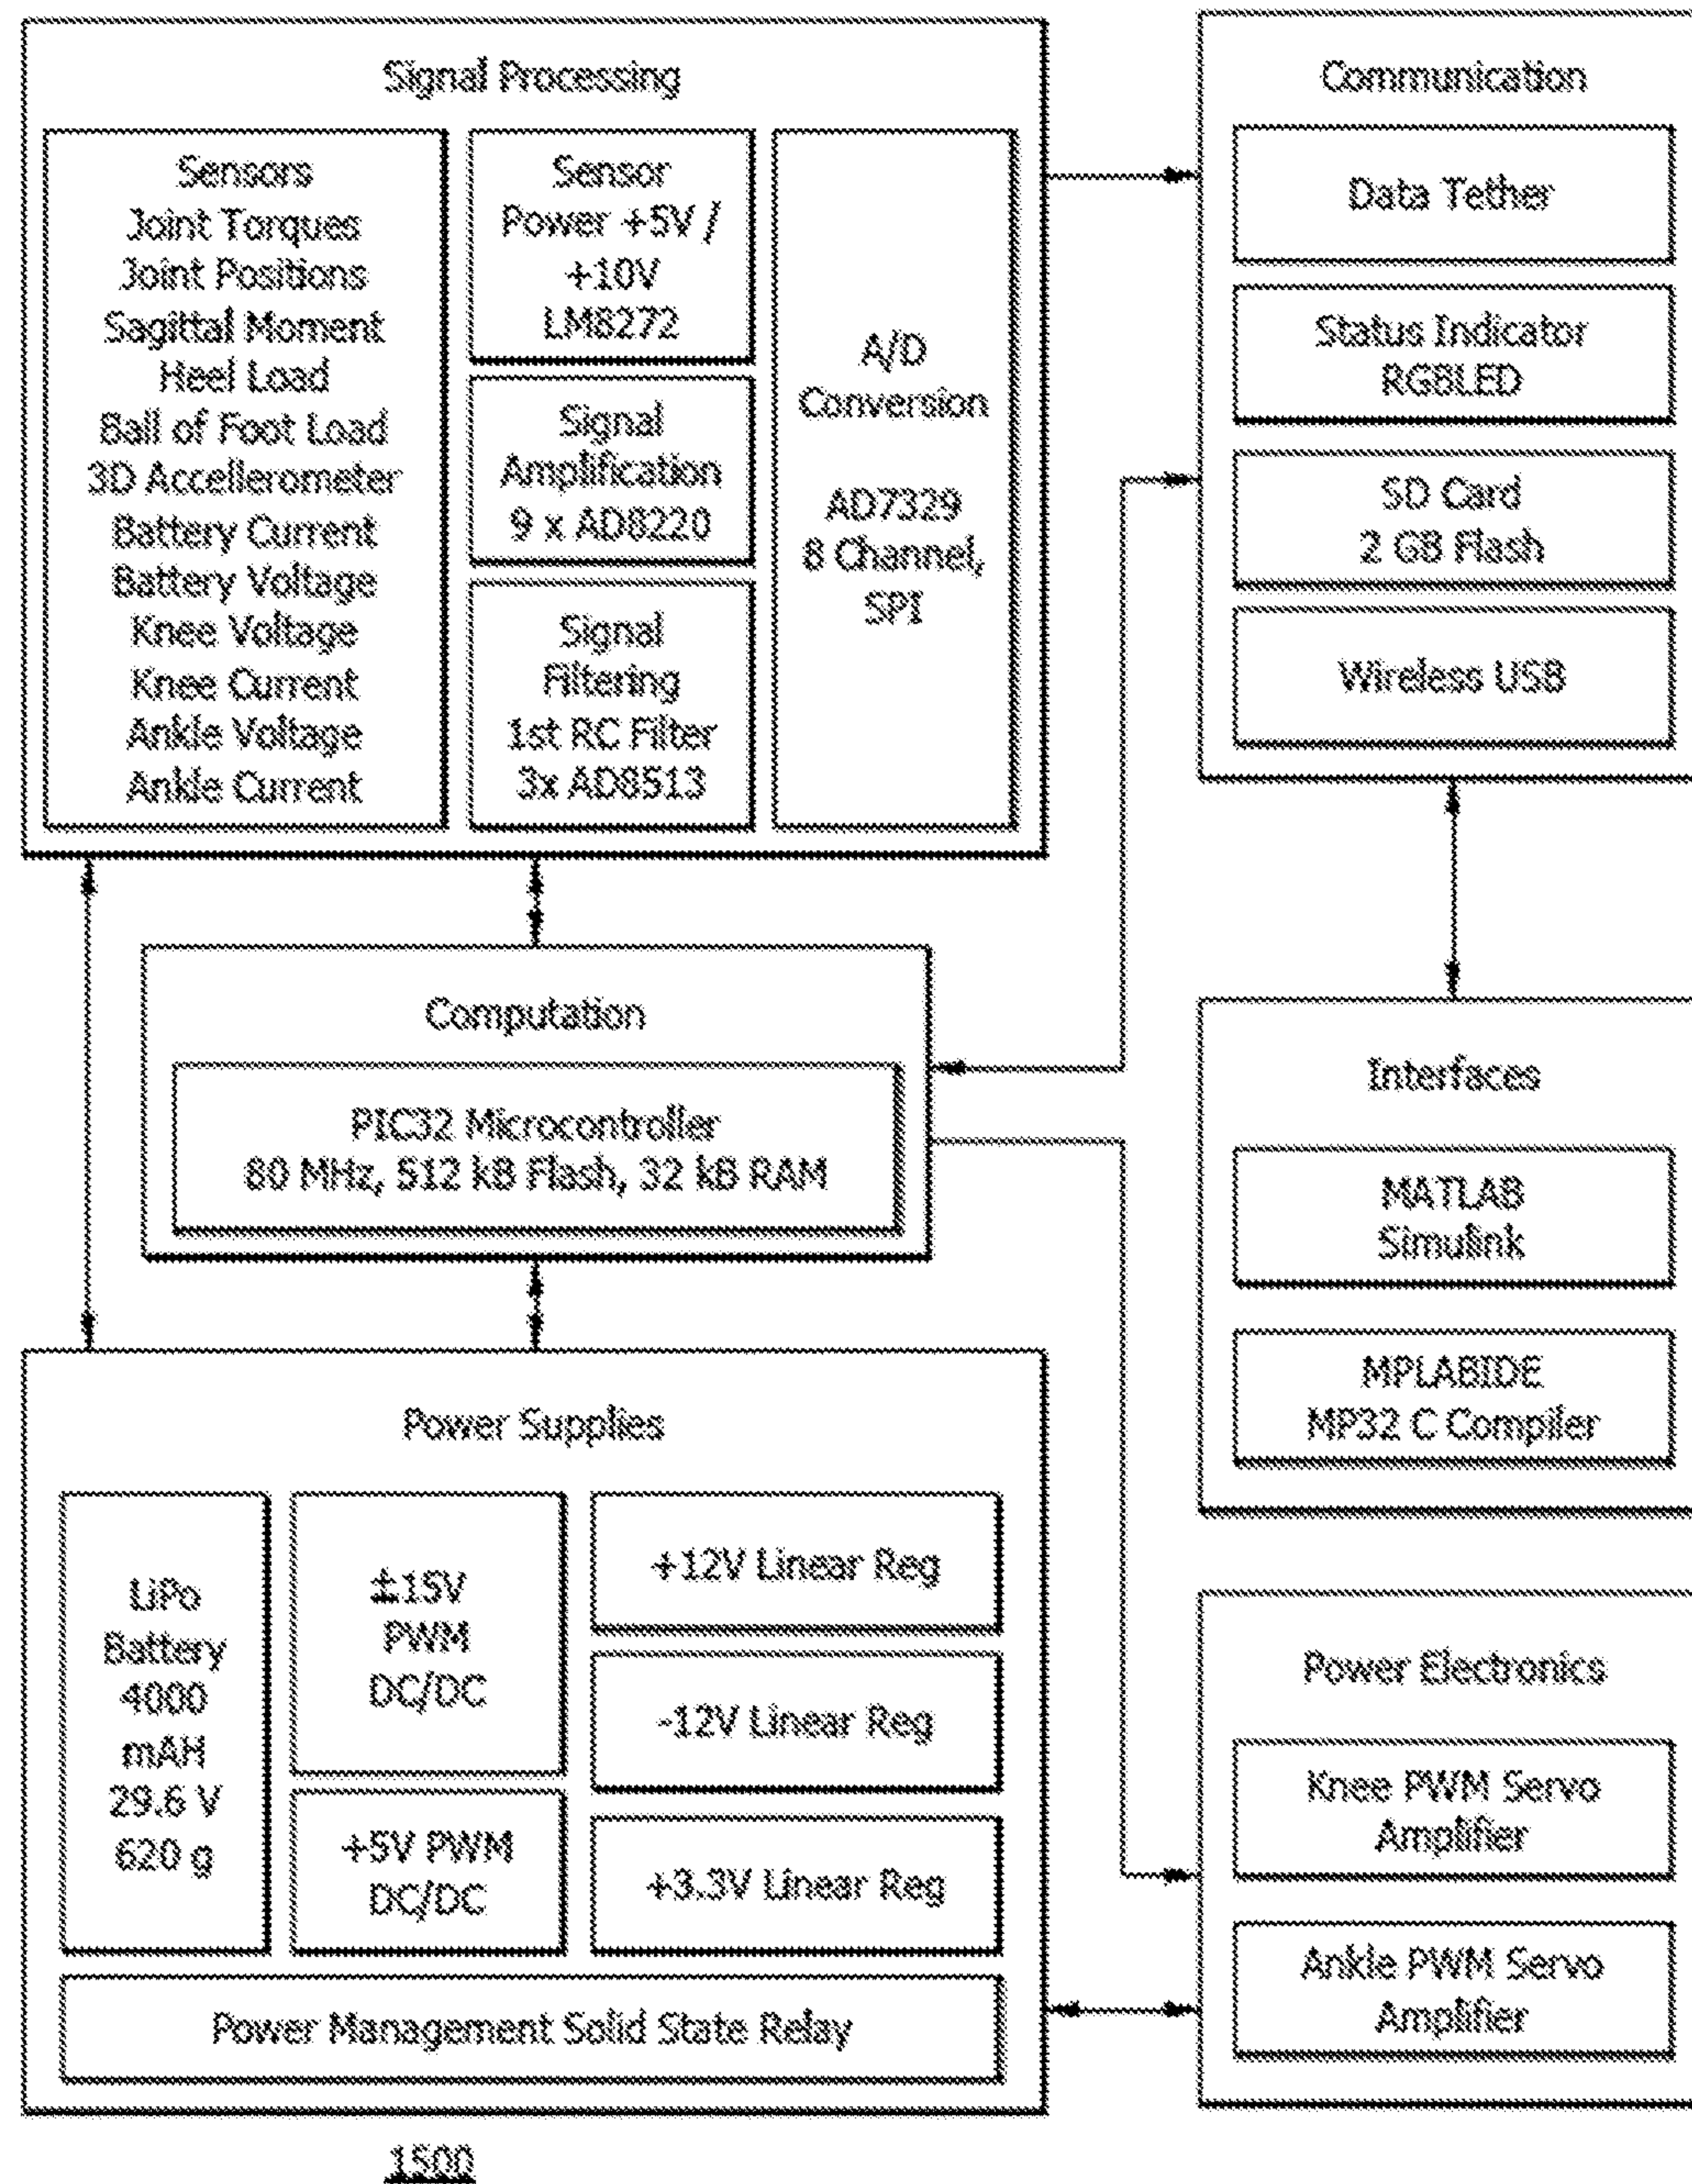 Signal Processing
Sensors
Joint Torques
Joint Positions
Sagittal Moment
Heel Load
Ball of Foot Load
3D Accellerometer
Battery Current
Battery Voltage
Knee Voltage
Knee Current
Ankle Voltage
Ankle Current
Sensor
Power +5V /
+10V
LM8272
Signal
Amplification
9 x AD8220
Signal
Filtering
1st RC Filter
3x AD8513
A/D
Conversion
AD7329
8 Channel,
SPI
Communication
Data Tether
Status Indicator
RGBLED
SD Card
2 GB Flash
Wireless USB
Computation
PIC32 Microcontroller
80 MHz, 512 kB Flash, 32 kB RAM
Interfaces
MATLAB
Simulink
MPLABIDE
MP32 C Compiler
Power Supplies
LiPo
Battery
4000
mAH
29.6 V
620 g
±15V
PWM
DC/DC
+5V PWM
DC/DC
+12V Linear Reg
-12V Linear Reg
+3.3V Linear Reg
Power Management Solid State Relay
Power Electronics
Knee PWM Servo
Amplifier
Ankle PWM Servo
Amplifier
1500